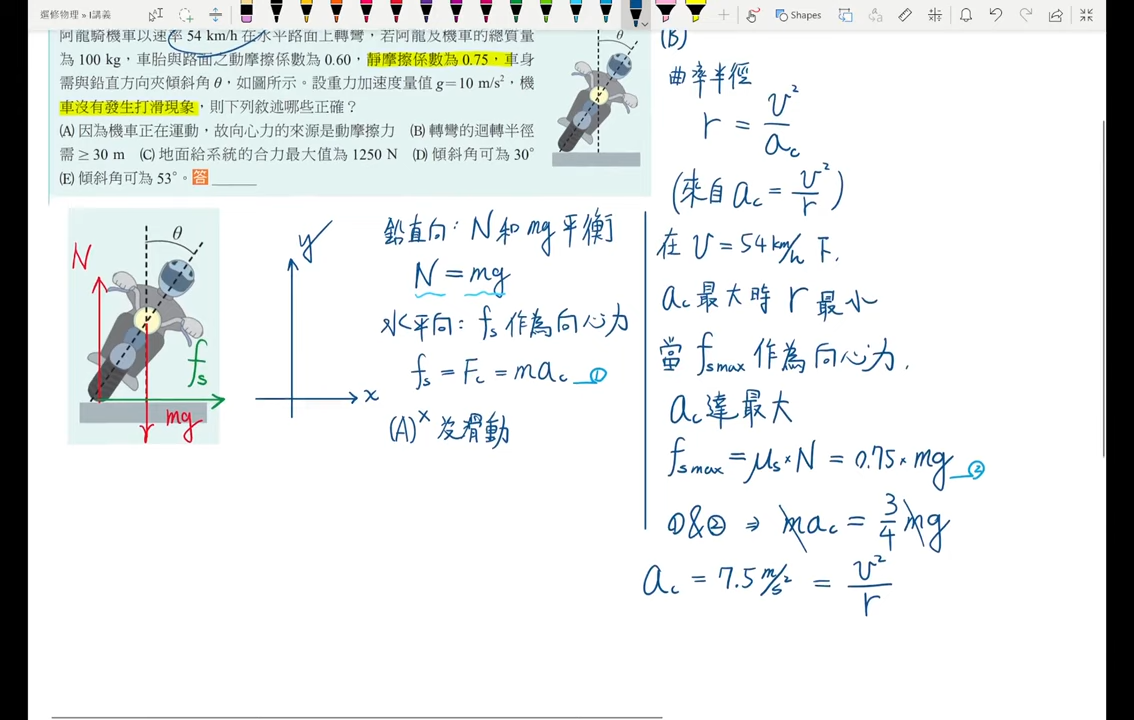 選修物理 » I講義
Shapes
阿龍騎機車以速率 54 km/h 在水平路面上轉彎，若阿龍及機車的總質量
為 100 kg，車胎與路面之動摩擦係數為 0.60，靜摩擦係數為 0.75，車身
需與鉛直方向夾傾斜角 θ，如圖所示。設重力加速度量值 g＝10 m/s²，機
車沒有發生打滑現象，則下列敘述哪些正確？
(A) 因為機車正在運動，故向心力的來源是動摩擦力 (B) 轉彎的迴轉半徑
需 ≥ 30 m (C) 地面給系統的合力最大值為 1250 N (D) 傾斜角可為 30°
(E) 傾斜角可為 53°。答
θ
θ
N
fs
mg
y
x
鉛直向：N和mg平衡
N = mg
水平向：fs作為向心力
fs = Fc = mac ①
(A)× 沒滑動
(B)
曲率半徑
r = v²/ac
(來自 ac = v²/r)
在 v = 54 km/h 下.
ac 最大時 r 最小
當 fsmax 作為向心力.
ac 達最大
fsmax = μs × N = 0.75 × mg ②
①&② ⇒ mac = 3/4 mg
ac = 7.5 m/s² = v²/r